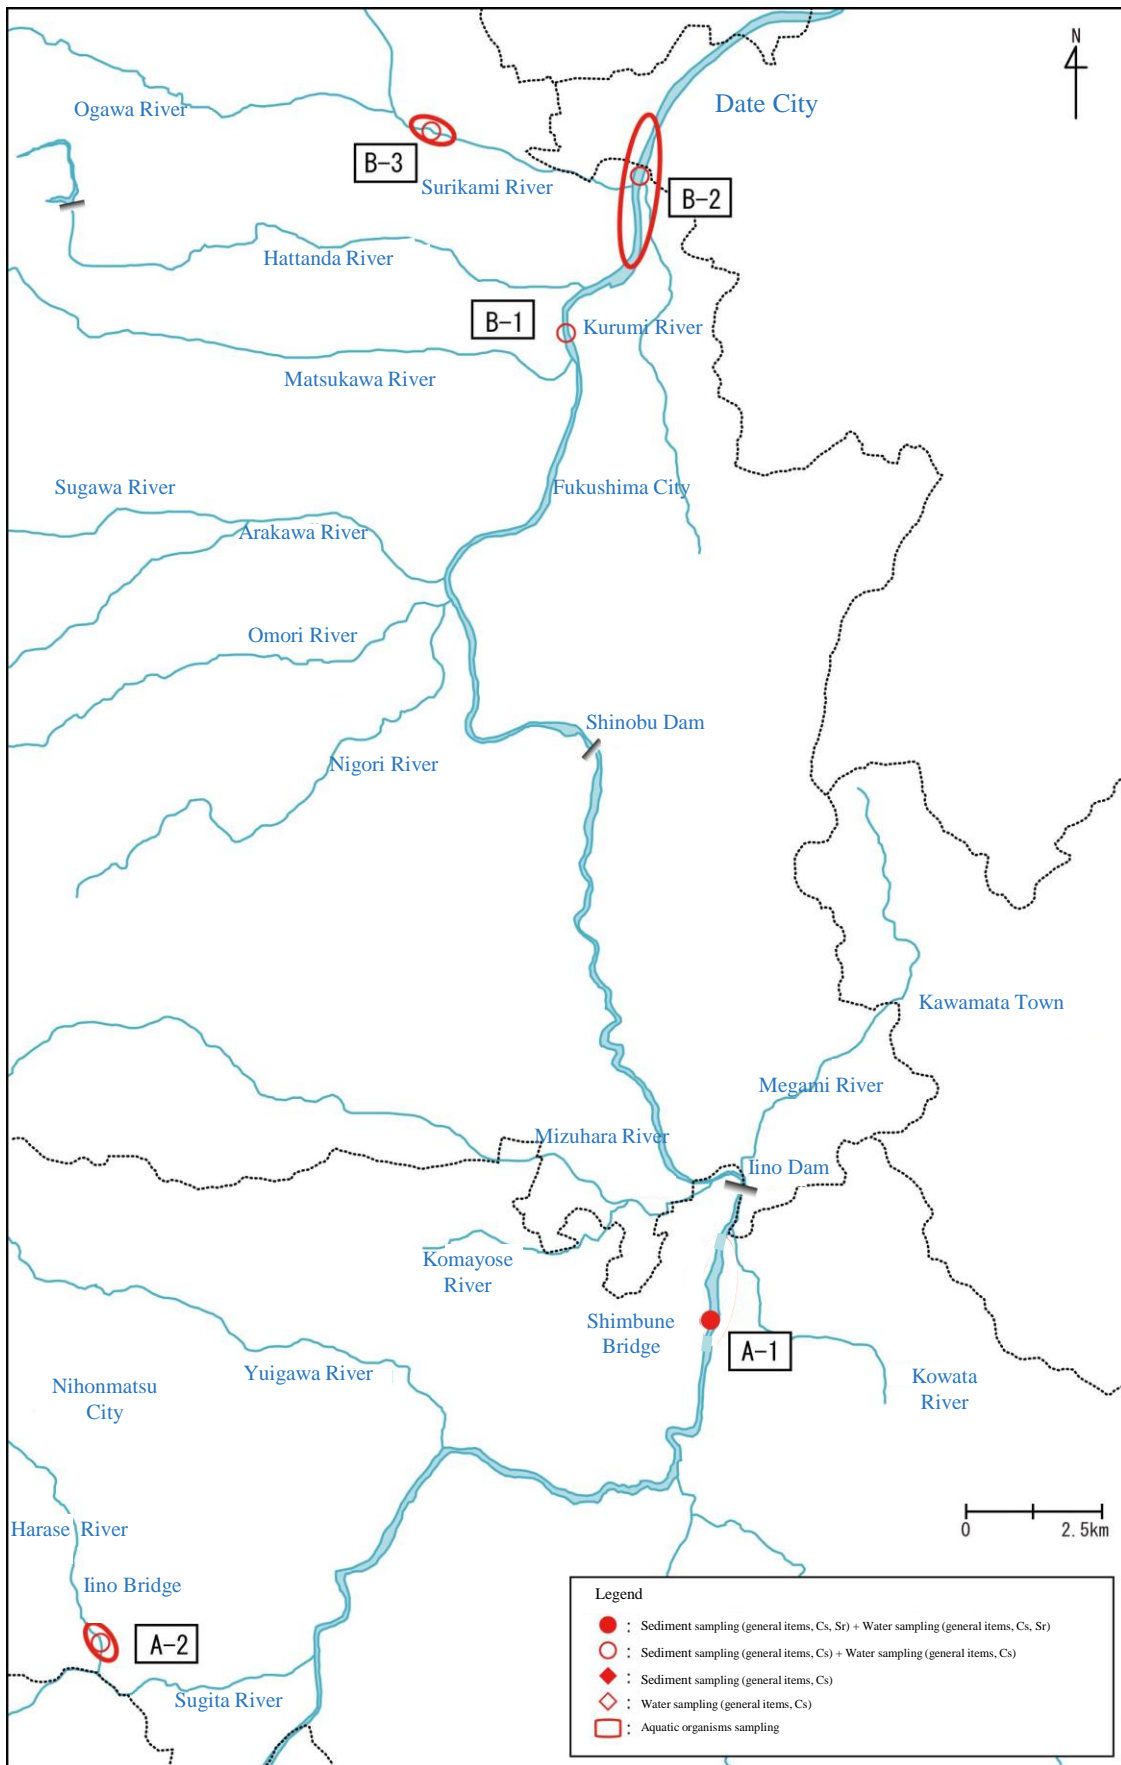 N
Date City
Ogawa River
B-3
Surikami River
B-2
Hattanda River
B-1
Kurumi River
Matsukawa River
Sugawa River
Fukushima City
Arakawa River
Omori River
Shinobu Dam
Nigori River
Kawamata Town
Megami River
Mizuhara River
Iino Dam
Komayose
River
Shimbune
Bridge
A-1
Yuigawa River
Nihonmatsu
City
Kowata
River
Harase River
0 2.5km
Iino Bridge
A-2
Sugita River
Legend
: Sediment sampling (general items, Cs, Sr) + Water sampling (general items, Cs, Sr)
: Sediment sampling (general items, Cs) + Water sampling (general items, Cs)
: Sediment sampling (general items, Cs)
: Water sampling (general items, Cs)
: Aquatic organisms sampling